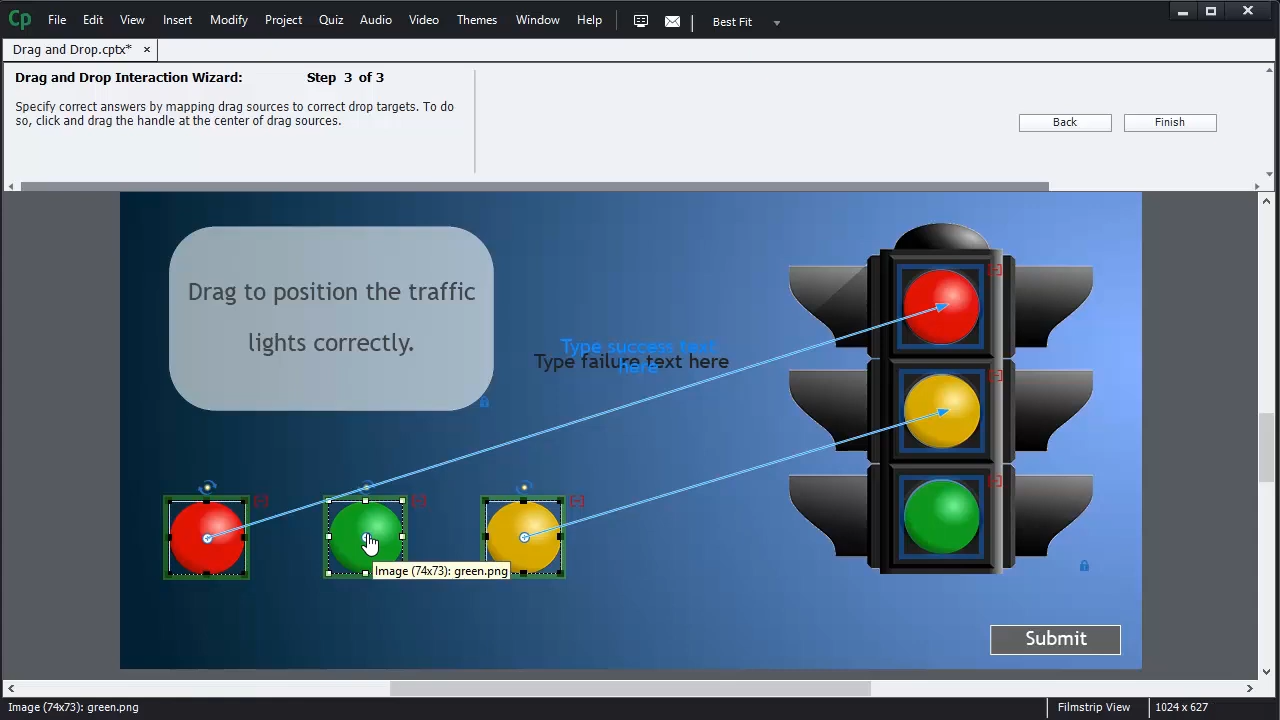 Cp File Edit View Insert Modify Project Quiz Audio Video Themes Window Help Best Fit
Drag and Drop.cptx* ×
Drag and Drop Interaction Wizard: Step 3 of 3
Specify correct answers by mapping drag sources to correct drop targets. To do
so, click and drag the handle at the center of drag sources.
Back Finish
Drag to position the traffic
lights correctly.
Type success text
here
Type failure text here
Image (74x73): green.png
Submit
Image (74x73): green.png Filmstrip View 1024 x 627